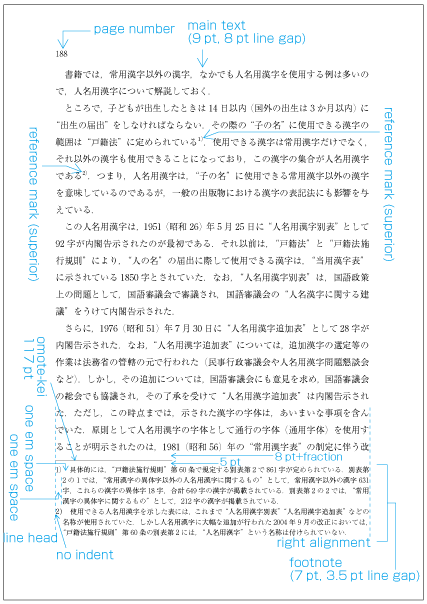 page number
main text
(9 pt, 8 pt line gap)
188
書籍では，常用漢字以外の漢字，なかでも人名用漢字を使用する例は多いの
で，人名用漢字について解説しておく．
ところで，子どもが出生したときは 14 日以内（国外の出生は 3 か月以内）に
“出生の届出”をしなければならない．その際の“子の名”に使用できる漢字の
範囲は“戸籍法”に定められている1)．使用できる漢字は常用漢字だけでなく，
それ以外の漢字も使用できることになっており，この漢字の集合が人名用漢字
である2)．つまり，人名用漢字は，“子の名”に使用できる常用漢字以外の漢字
を意味しているのであるが，一般の出版物における漢字の表記法にも影響を与
えている．
この人名用漢字は，1951（昭和 26）年 5 月 25 日に“人名用漢字別表”として
92 字が内閣告示されたのが最初である．それ以前は，“戸籍法”と“戸籍法施
行規則”により，“人の名”の届出に際して使用できる漢字は，“当用漢字表”
に示されている 1850 字とされていた．なお，“人名用漢字別表”は，国語政策
上の問題として，国語審議会で審議され，国語審議会の“人名漢字に関する建
議”をうけて内閣告示された．
さらに，1976（昭和 51）年 7 月 30 日に“人名用漢字追加表”として 28 字が
内閣告示された．なお，“人名用漢字追加表”については，追加漢字の選定等の
作業は法務省の管轄の元で行われた（民事行政審議会や人名用漢字問題懇談会
など）．しかし，その追加については，国語審議会にも意見を求め，国語審議会
の総会でも協議され，その了承を受けて“人名用漢字追加表”は内閣告示され
た．ただし，この時点までは，示された漢字の字体は，あいまいな事項を含ん
でいた．原則として人名用漢字の字体として通行の字体（通用字体）を使用す
ることが明示されたのは，1981（昭和 56）年の“常用漢字表”の制定に伴う改
reference mark (superior)
reference mark (superior)
omote-kei
117 pt
one em space
one em space
5 pt
8 pt+fraction
1) 具体的には，“戸籍法施行規則”第 60 条で規定する別表第 2 で 861 字が定められている．別表第
2 の 1 では，“常用漢字の異体字以外の人名用漢字に関するもの”として，常用漢字以外の漢字 631
字，これらの漢字の異体字 18 字，合計 649 字の漢字が掲載されている．別表第 2 の 2 では，“常用
漢字の異体字に関するもの”として，212 字の漢字が掲載されている．
2) 使用できる人名用漢字を示した表には，これまで“人名用漢字別表”“人名用漢字追加表”などの
名称が使用されていた．しかし人名用漢字に大幅な追加が行われた 2004 年 9 月の改正においては，
“戸籍法施行規則”第 60 条の別表第 2 には，“人名用漢字”という名称は付けられていない．
line head
no indent
right alignment
footnote
(7 pt, 3.5 pt line gap)